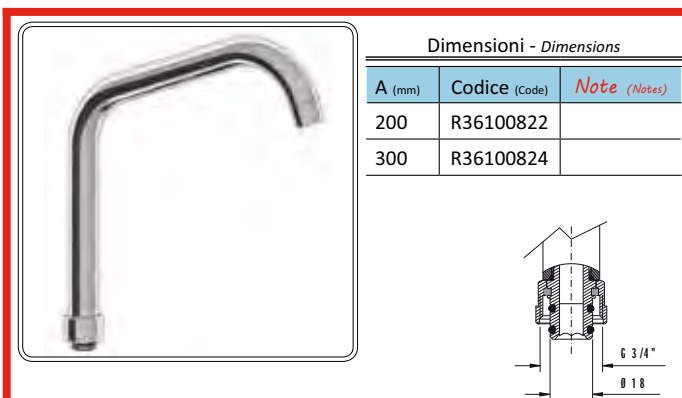 Dimensioni - Dimensions
A (mm) Codice (Code) Note (Notes)
200 R36100822
300 R36100824
G 3/4"
Ø 18